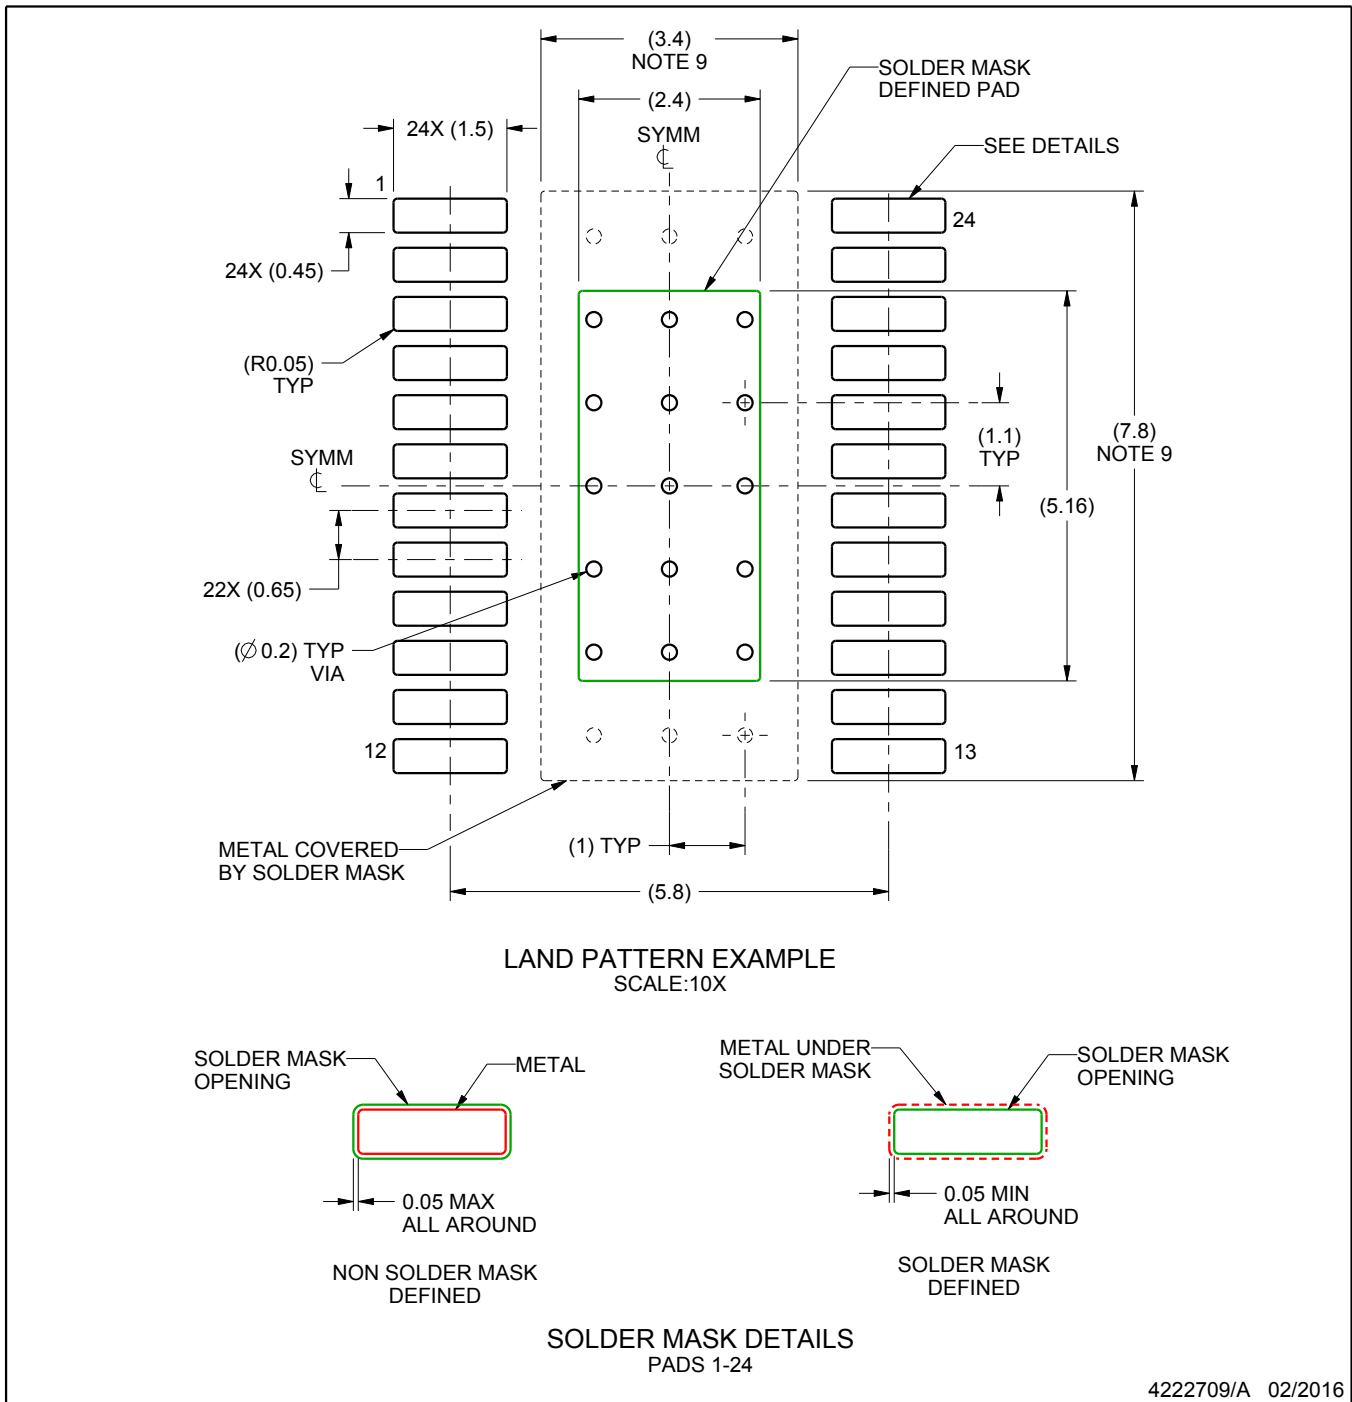 (3.4)
NOTE 9
SOLDER MASK
DEFINED PAD
(2.4)
24X (1.5)
SYMM
SEE DETAILS
1
24
24X (0.45)
(R0.05)
TYP
(1.1)
TYP
(7.8)
NOTE 9
SYMM
(5.16)
22X (0.65)
(Ø0.2) TYP
VIA
12
13
METAL COVERED
BY SOLDER MASK
(1) TYP
(5.8)
LAND PATTERN EXAMPLE
SCALE:10X
SOLDER MASK
OPENING
METAL
METAL UNDER
SOLDER MASK
SOLDER MASK
OPENING
0.05 MAX
ALL AROUND
0.05 MIN
ALL AROUND
NON SOLDER MASK
DEFINED
SOLDER MASK
DEFINED
SOLDER MASK DETAILS
PADS 1-24
4222709/A 02/2016